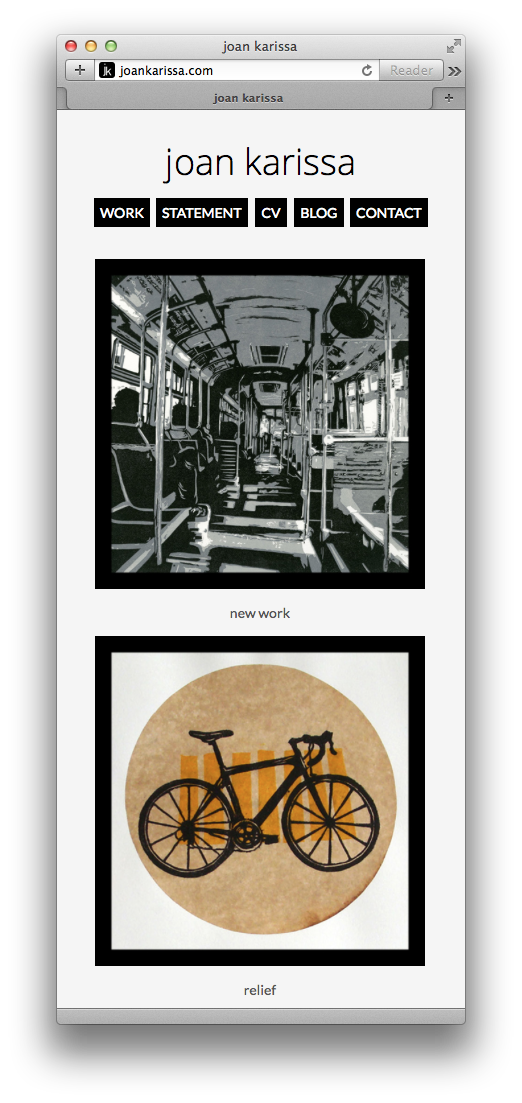 joan karissa
jk joankarissa.com Reader
joan karissa
joan karissa
WORK STATEMENT CV BLOG CONTACT
new work
relief